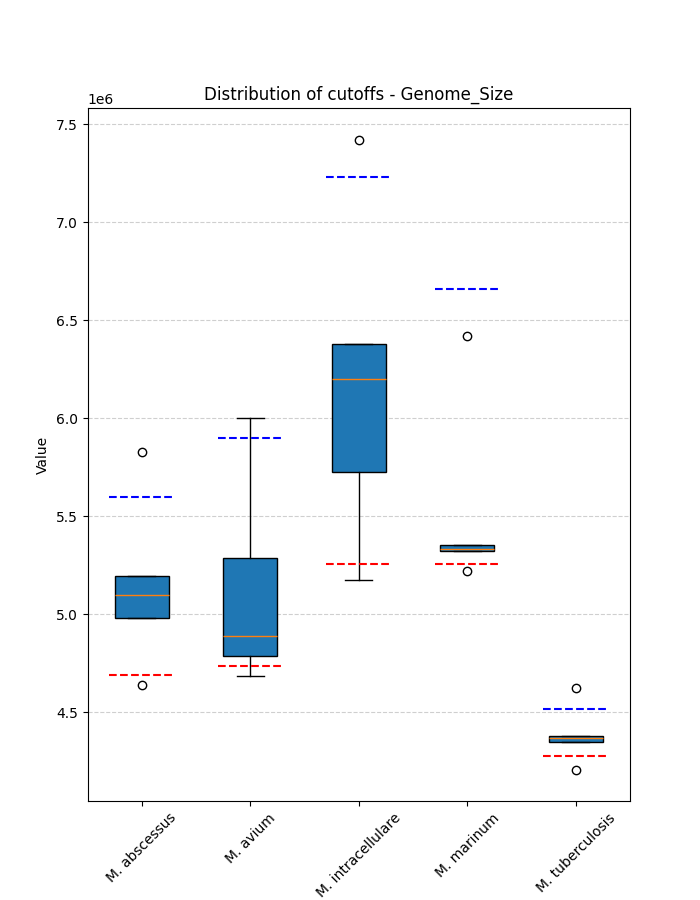 Distribution of cutoffs - Genome_Size
1e6
7.5
7.0
6.5
6.0
5.5
5.0
4.5
Value
M. abscessus
M. avium
M. intracellulare
M. marinum
M. tuberculosis